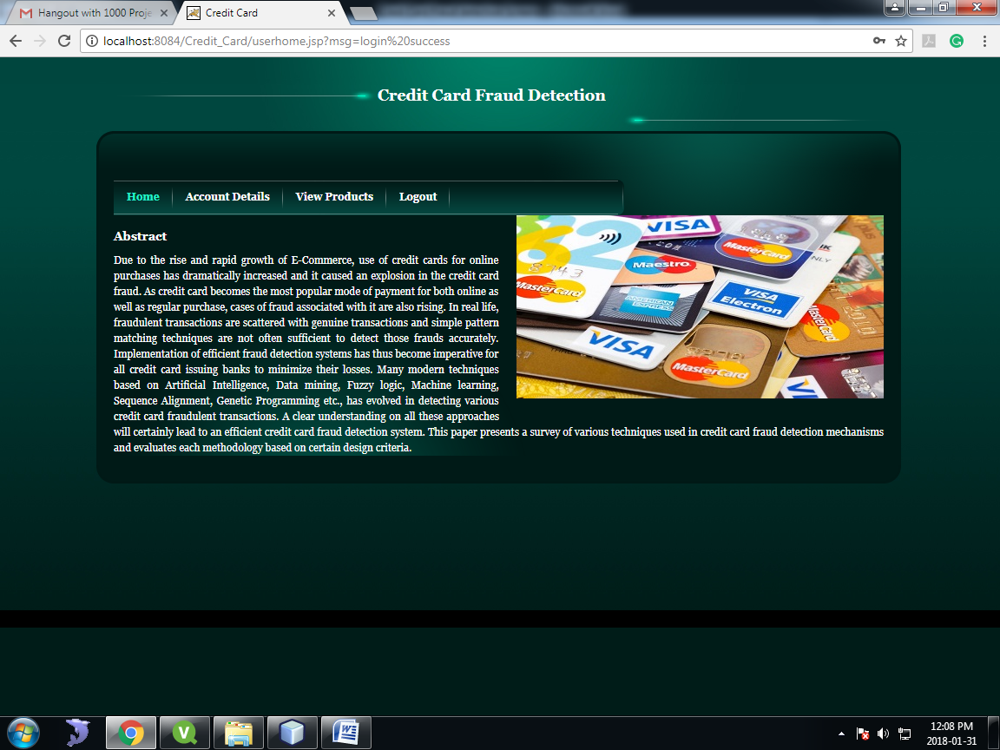 Hangout with 1000 Proje
Credit Card
localhost:8084/Credit_Card/userhome.jsp?msg=login%20success
Credit Card Fraud Detection
Home
Account Details
View Products
Logout
Abstract
Due to the rise and rapid growth of E-Commerce, use of credit cards for online
purchases has dramatically increased and it caused an explosion in the credit card
fraud. As credit card becomes the most popular mode of payment for both online as
well as regular purchase, cases of fraud associated with it are also rising. In real life,
fraudulent transactions are scattered with genuine transactions and simple pattern
matching techniques are not often sufficient to detect those frauds accurately.
Implementation of efficient fraud detection systems has thus become imperative for
all credit card issuing banks to minimize their losses. Many modern techniques
based on Artificial Intelligence, Data mining, Fuzzy logic, Machine learning,
Sequence Alignment, Genetic Programming etc., has evolved in detecting various
credit card fraudulent transactions. A clear understanding on all these approaches
will certainly lead to an efficient credit card fraud detection system. This paper presents a survey of various techniques used in credit card fraud detection mechanisms
and evaluates each methodology based on certain design criteria.
VISA
MasterCard
NLY
8743
Maestro
MasterCard
AMERICAN
EXPRESS
VISA
Electron
MasterCard
VISA
MasterCard
VISA
12:08 PM
2018-01-31